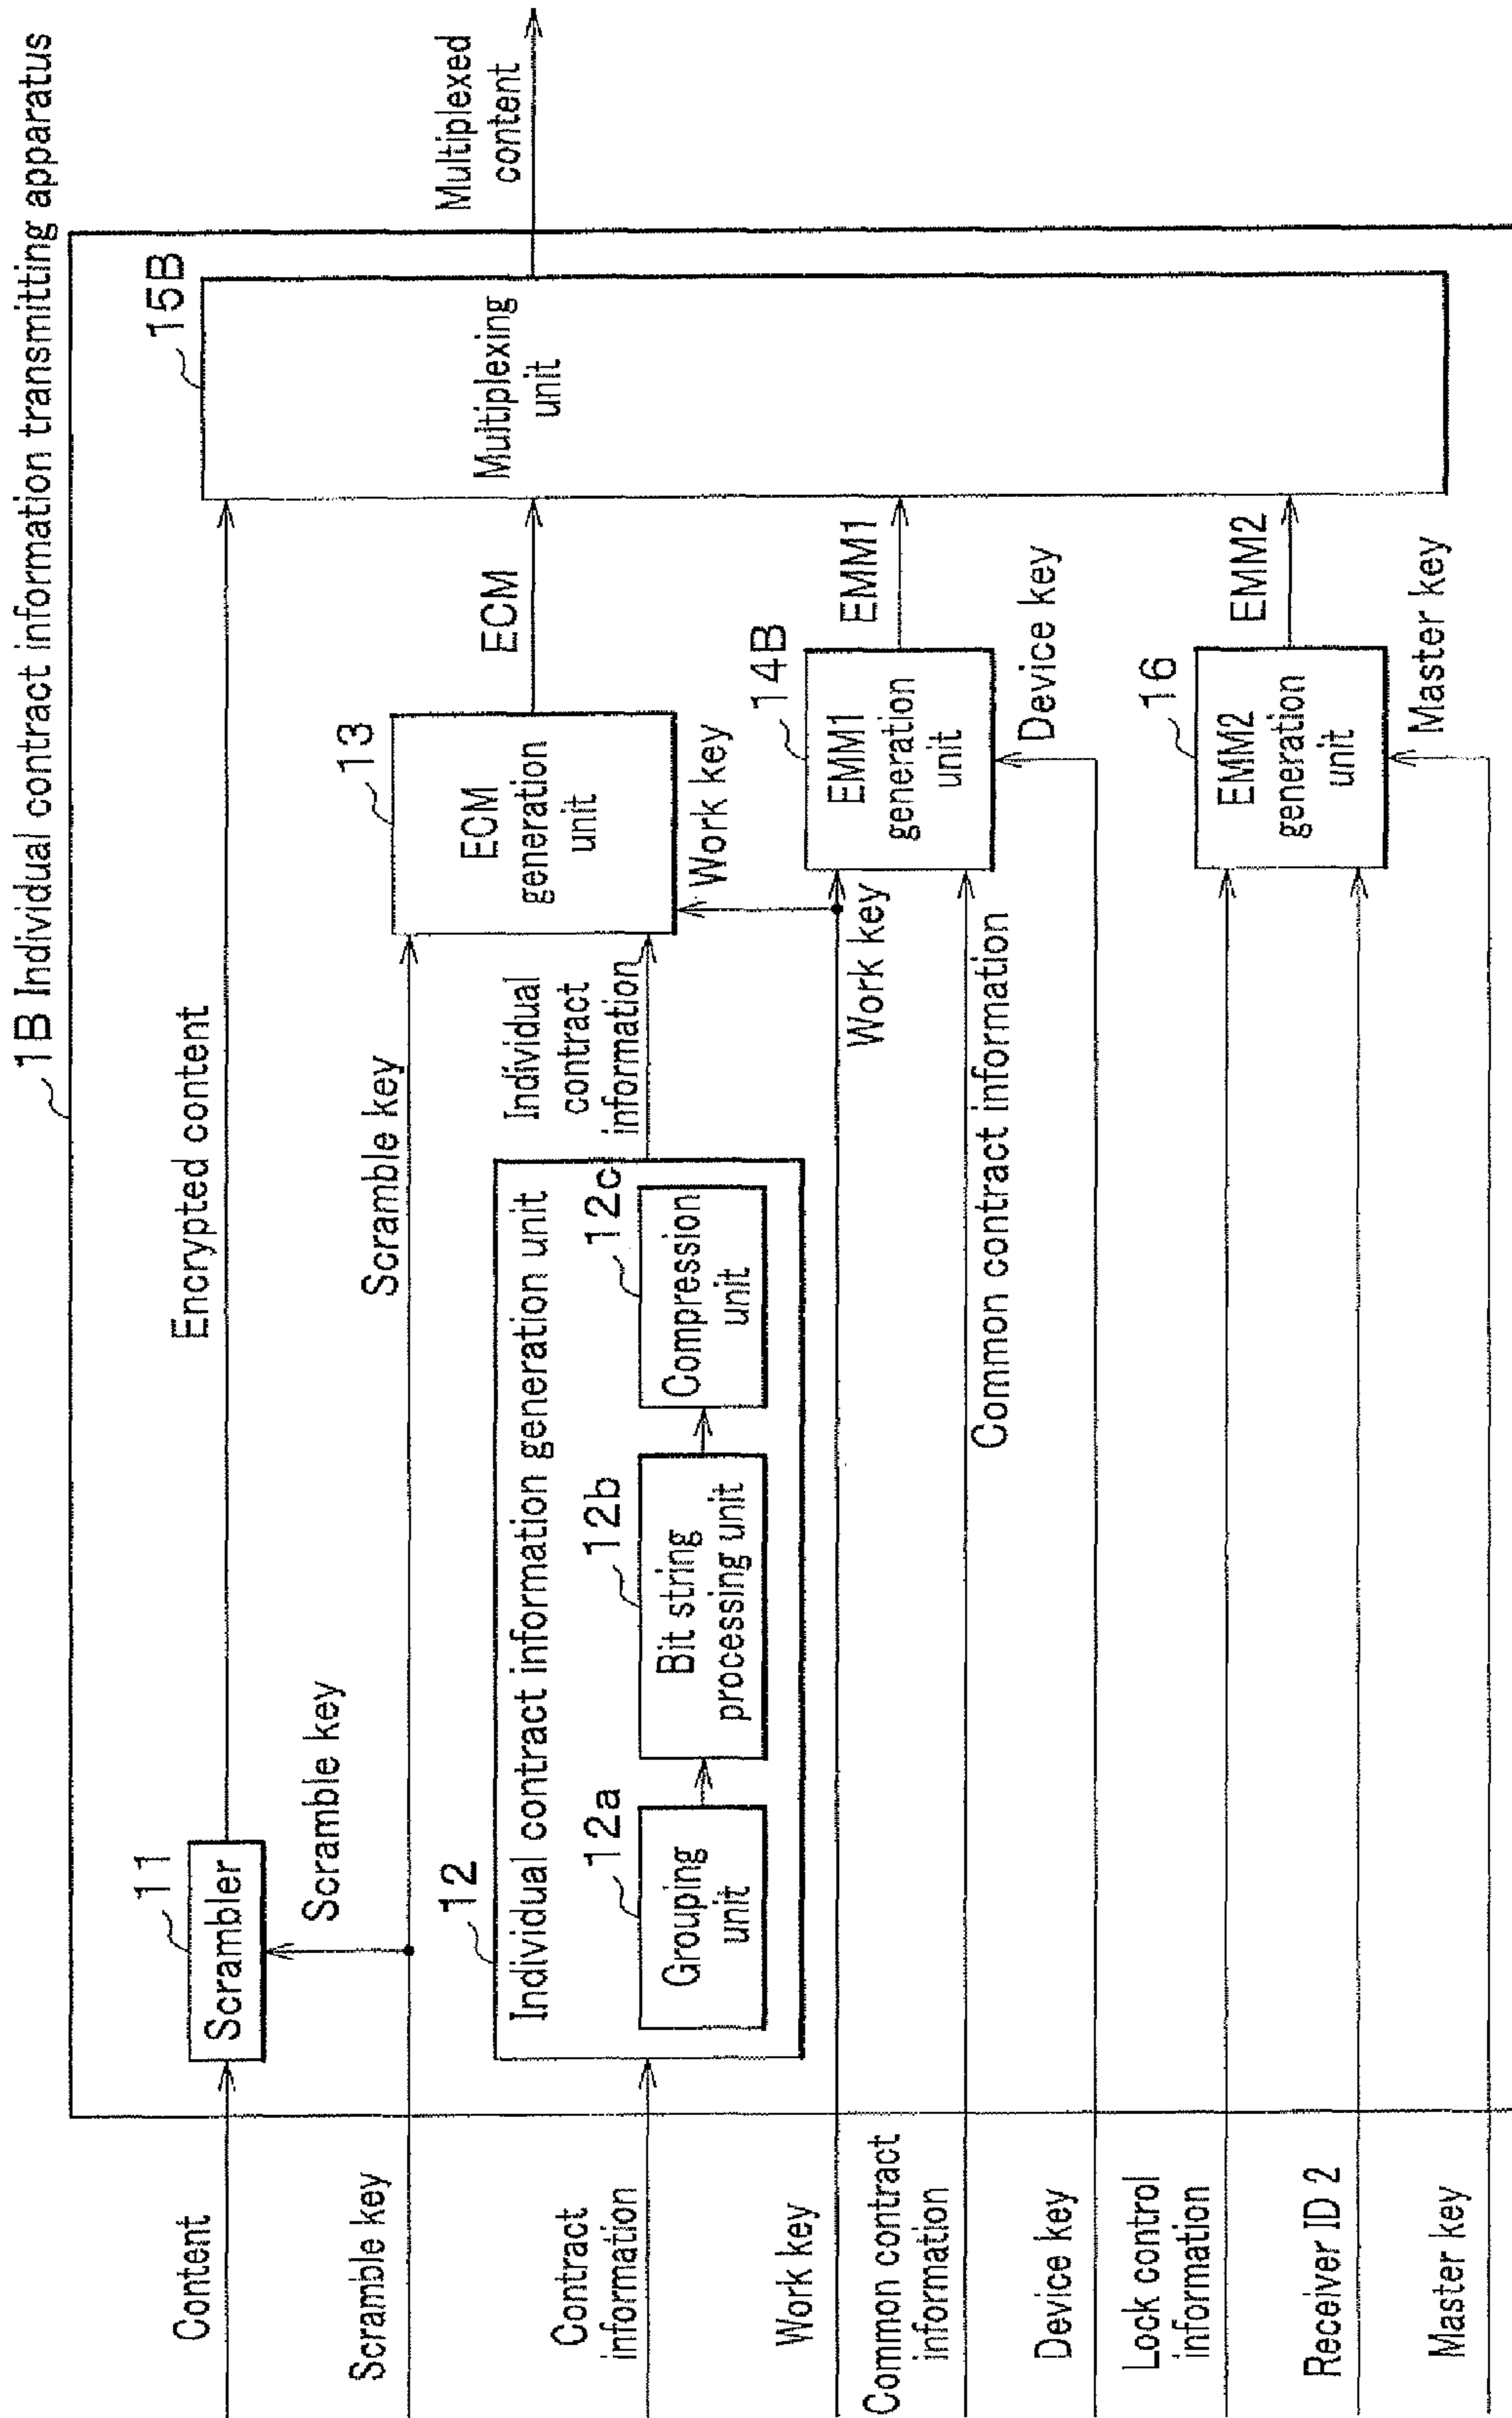 1B Individual contract information transmitting apparatus
Content
11
Scrambler
Encrypted content
15B
Multiplexing
unit
Multiplexed
content
Scramble key
Scramble key
Scramble key
13
ECM
generation
unit
ECM
Contract
information
12
Individual contract information generation unit
12a
Grouping
unit
12b
Bit string
processing unit
12c
Compression
unit
Individual
contract
information
Work key
Work key
Work key
14B
EMM1
generation
unit
EMM1
Common contract
information
Common contract information
Device key
Device key
Lock control
information
16
EMM2
generation
unit
EMM2
Receiver ID 2
Master key
Master key